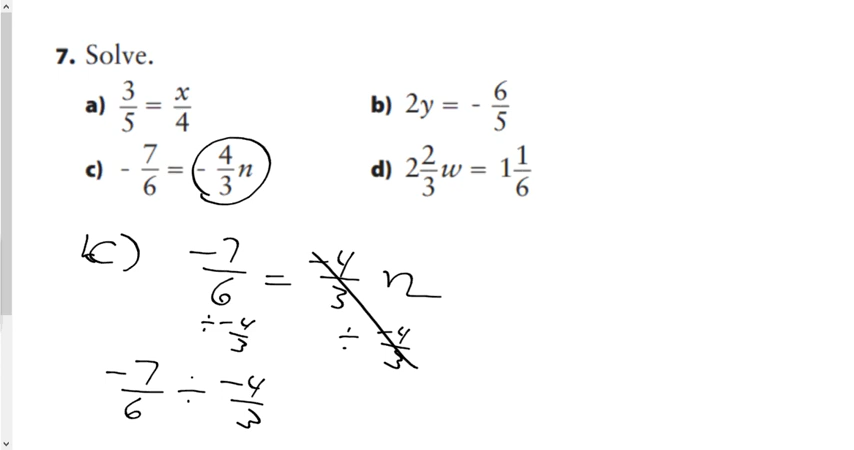 7. Solve.
a) 3/5 = x/4
b) 2y = - 6/5
c) - 7/6 = - 4/3 n
d) 2 2/3 w = 1 1/6
c) -7/6 = -4/3 n
÷ -4/3 ÷ -4/3
-7/6 ÷ -4/3